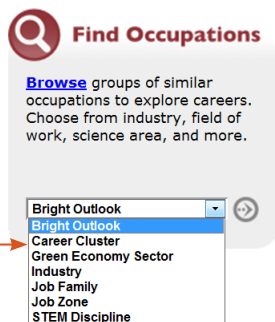 Find Occupations
Browse groups of similar
occupations to explore careers.
Choose from industry, field of
work, science area, and more.
Bright Outlook
Bright Outlook
Career Cluster
Green Economy Sector
Industry
Job Family
Job Zone
STEM Discipline